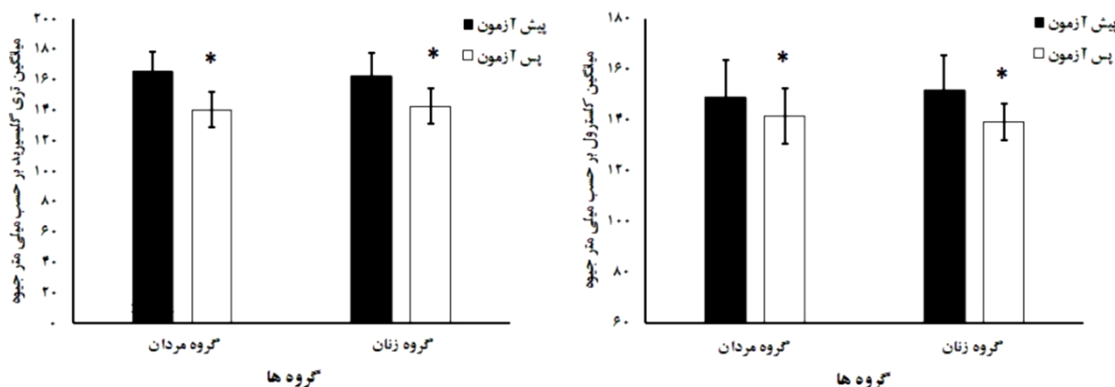 میانگین تری گلیسیرید بر حسب میلی متر جیوه
۲۰۰
۱۸۰
۱۶۰
۱۴۰
۱۲۰
۱۰۰
۸۰
۶۰
۴۰
۲۰
۰
پیش آزمون
پس آزمون
*
*
گروه مردان
گروه زنان
گروه ها
میانگین کلسترول بر حسب میلی متر جیوه
۱۸۰
۱۶۰
۱۴۰
۱۲۰
۱۰۰
۸۰
۶۰
پیش آزمون
پس آزمون
*
*
گروه مردان
گروه زنان
گروه ها